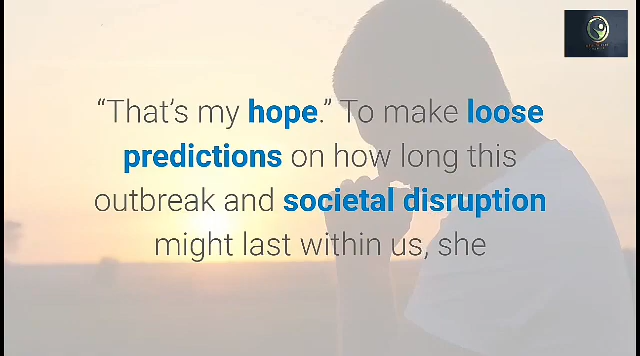 “That’s my hope.” To make loose
predictions on how long this
outbreak and societal disruption
might last within us, she